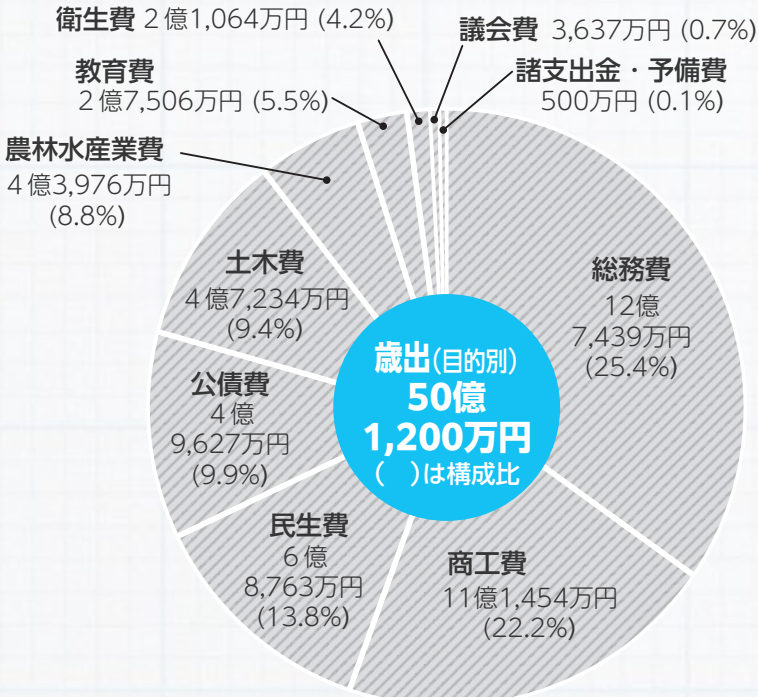 衛生費 2億1,064万円 (4.2%)
議会費 3,637万円 (0.7%)
教育費
2億7,506万円 (5.5%)
諸支出金・予備費
500万円 (0.1%)
農林水産業費
4億3,976万円
(8.8%)
土木費
4億7,234万円
(9.4%)
総務費
12億
7,439万円
(25.4%)
歳出(目的別)
50億
1,200万円
(　)は構成比
公債費
4億
9,627万円
(9.9%)
民生費
6億
8,763万円
(13.8%)
商工費
11億1,454万円
(22.2%)